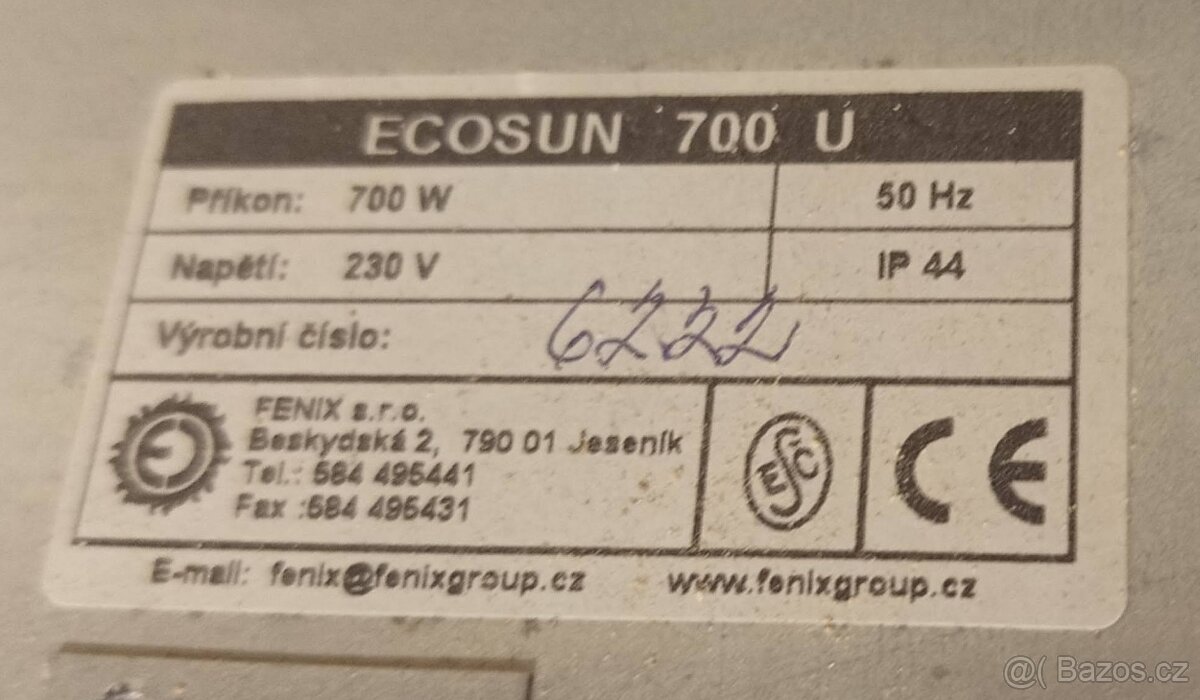 ECOSUN 700 U
Příkon: 700 W 50 Hz
Napětí: 230 V IP 44
Výrobní číslo: 6222
FENIX s.r.o.
Beskydská 2, 790 01 Jeseník
Tel.: 584 495441
Fax :584 495431
ESČ
CE
E-mail: fenix@fenixgroup.cz www.fenixgroup.cz
@( Bazos.cz